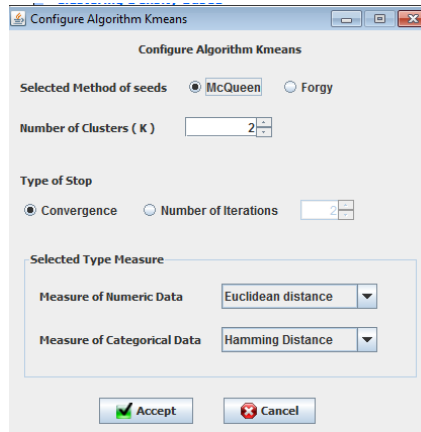 Configure Algorithm Kmeans
Configure Algorithm Kmeans
Selected Method of seeds McQueen Forgy
Number of Clusters ( K ) 2
Type of Stop
Convergence Number of Iterations 2
Selected Type Measure
Measure of Numeric Data Euclidean distance
Measure of Categorical Data Hamming Distance
Accept Cancel